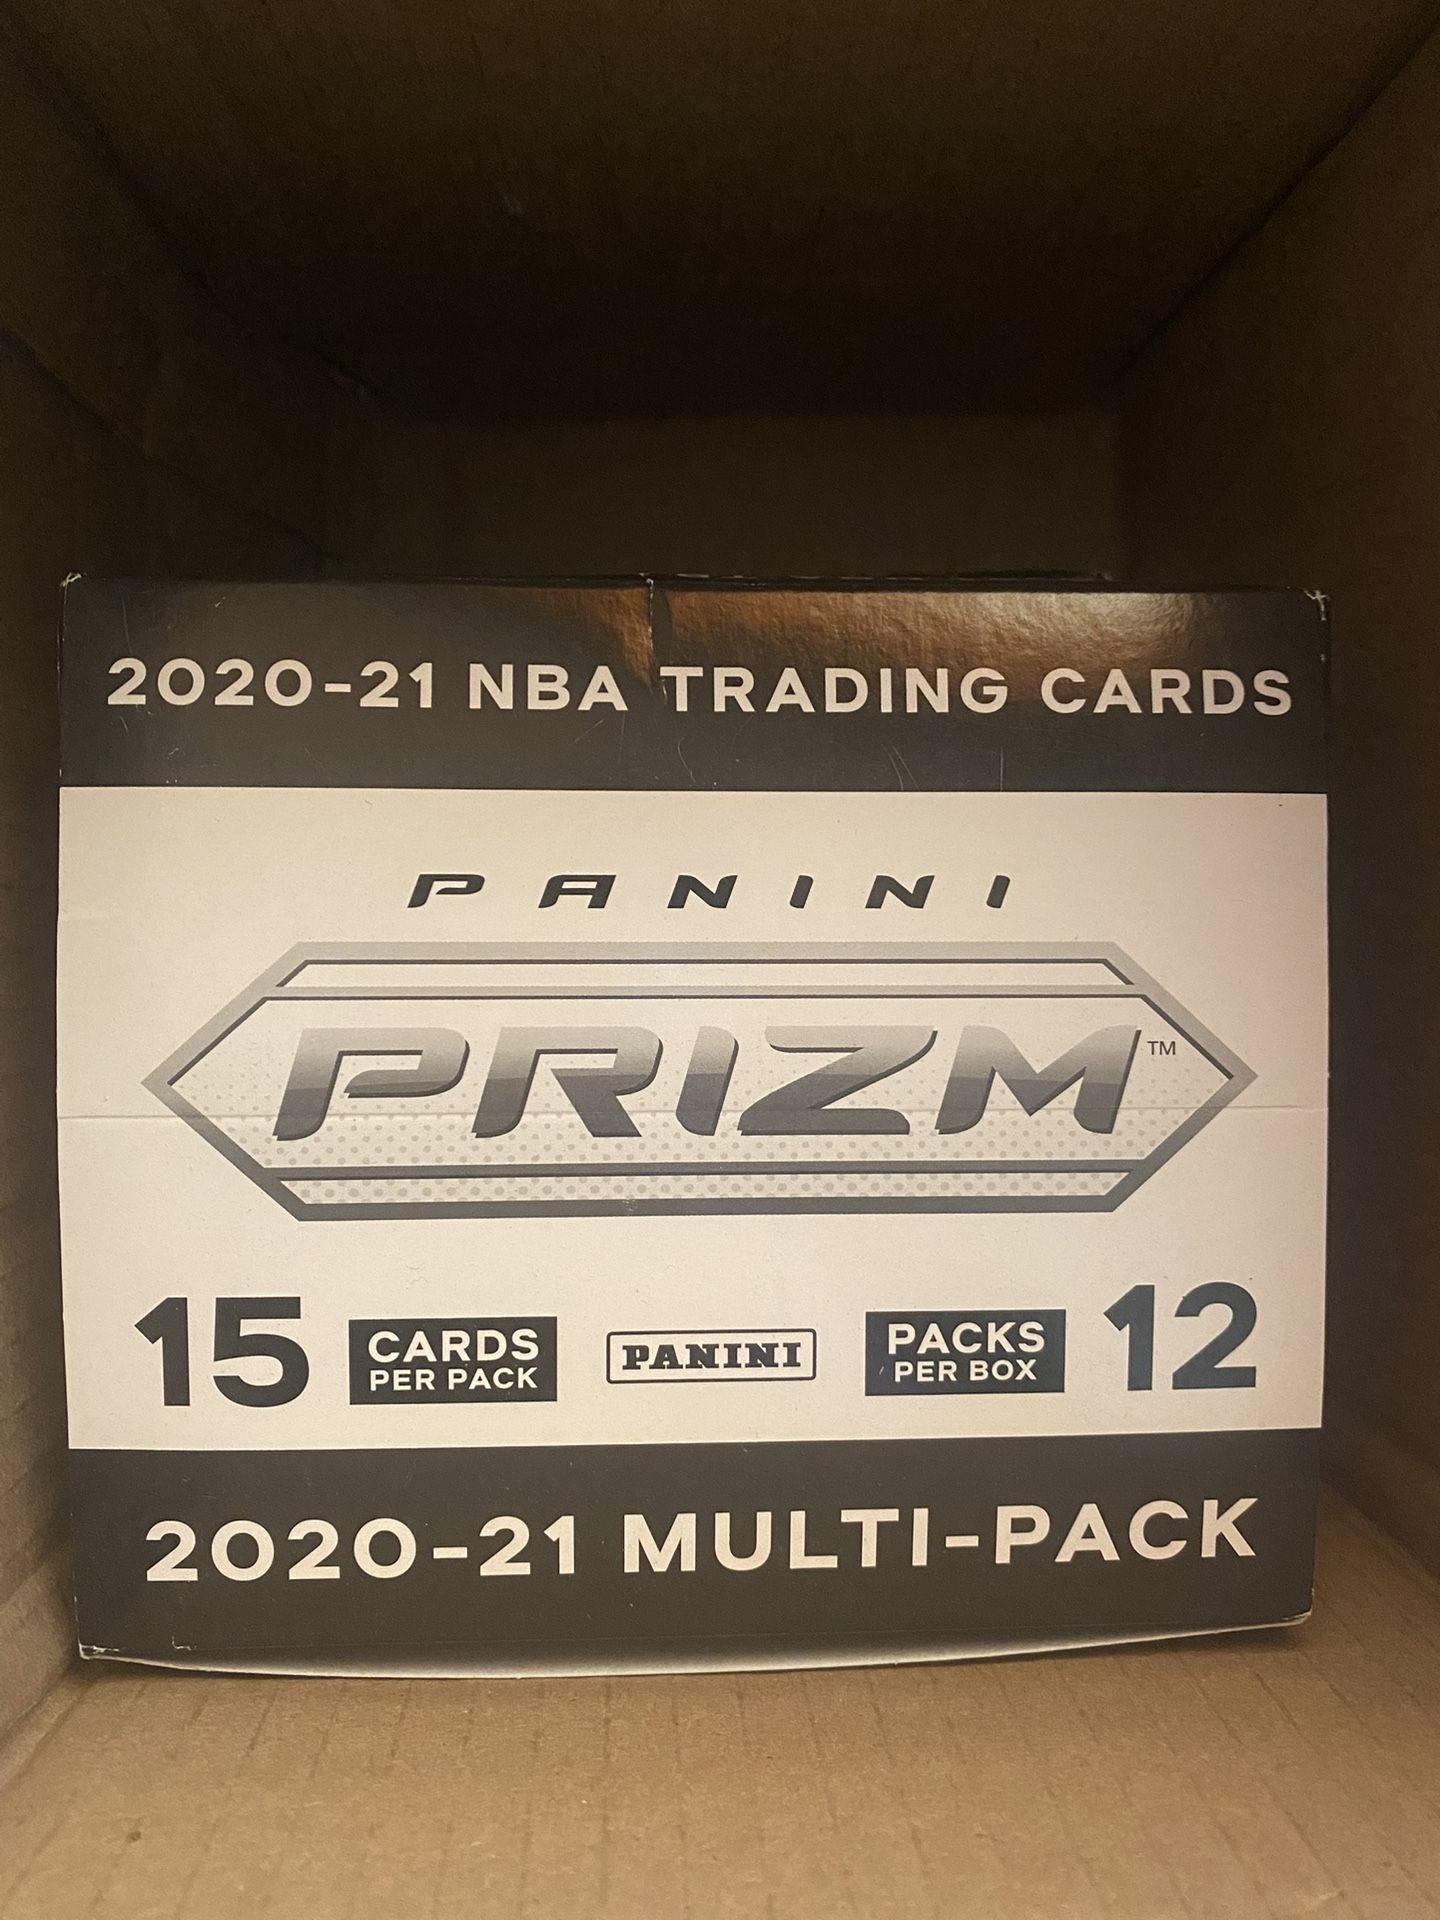 2020-21 NBA TRADING CARDS
PANINI
PRIZM™
15 CARDS PER PACK
PANINI
PACKS PER BOX 12
2020-21 MULTI-PACK